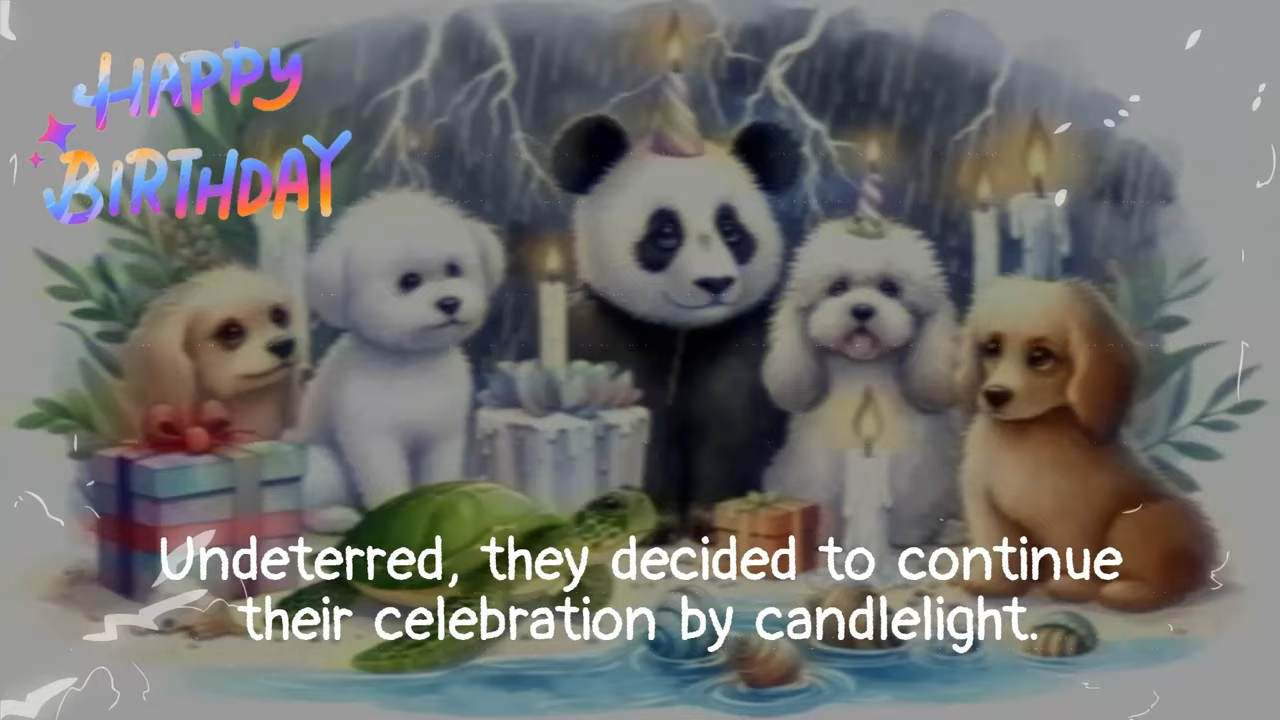 HAPPY
BIRTHDAY
Undeterred, they decided to continue
their celebration by candlelight.